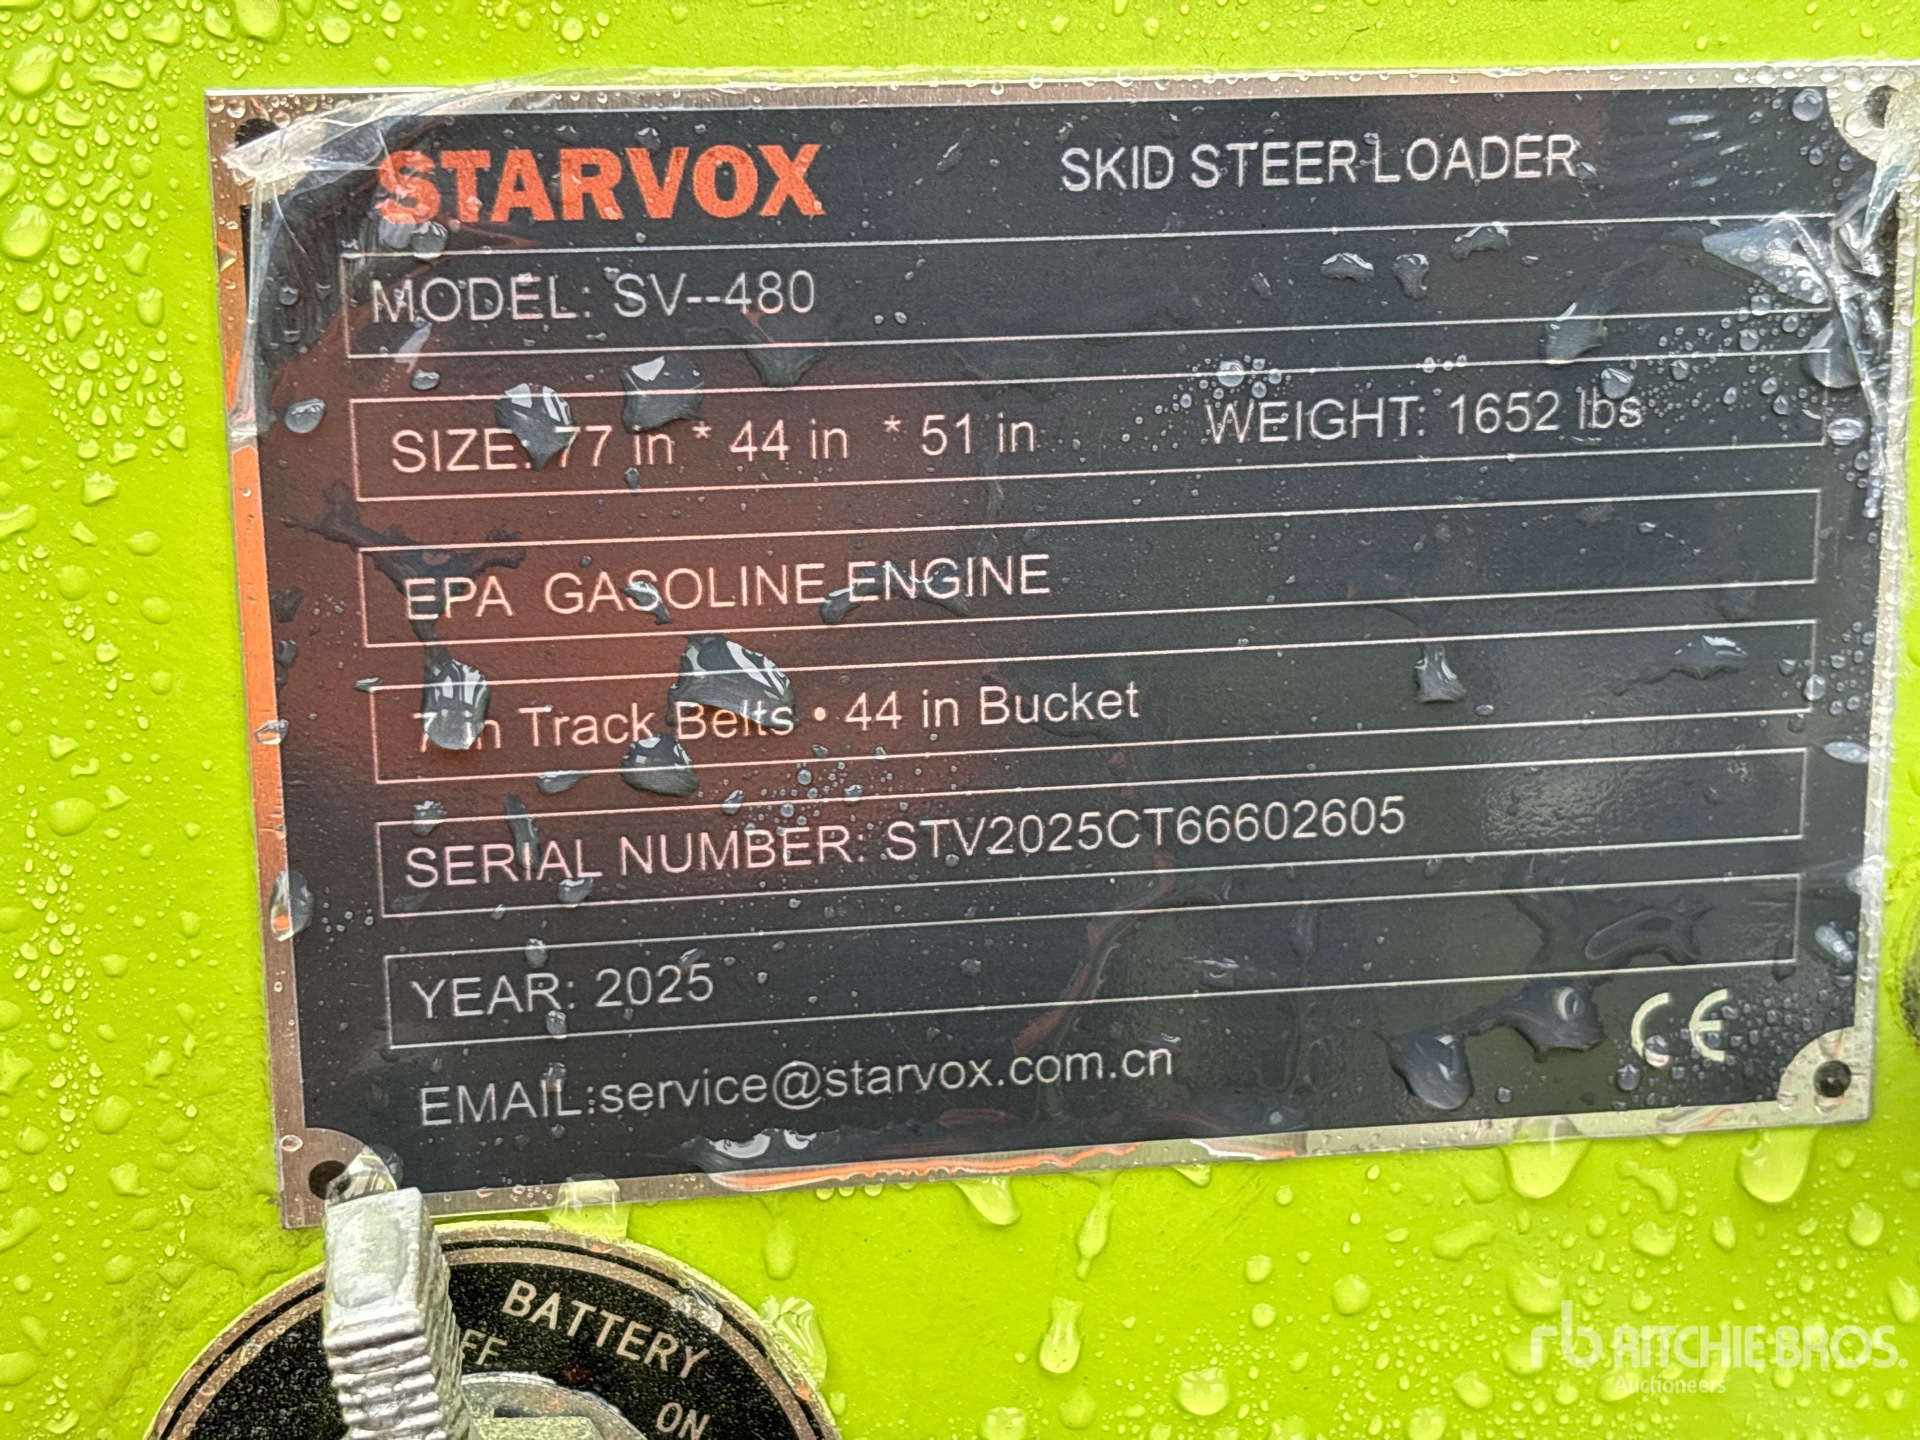 STARVOX SKID STEER LOADER
MODEL: SV--480
SIZE: 77 in * 44 in * 51 in WEIGHT: 1652 lbs
EPA GASOLINE ENGINE
in Track Belts • 44 in Bucket
SERIAL NUMBER: STV2025CT66602605
YEAR: 2025
CE
EMAIL:service@starvox.com.cn
BATTERY
ON
rb RITCHIE BROS.
Auctioneers